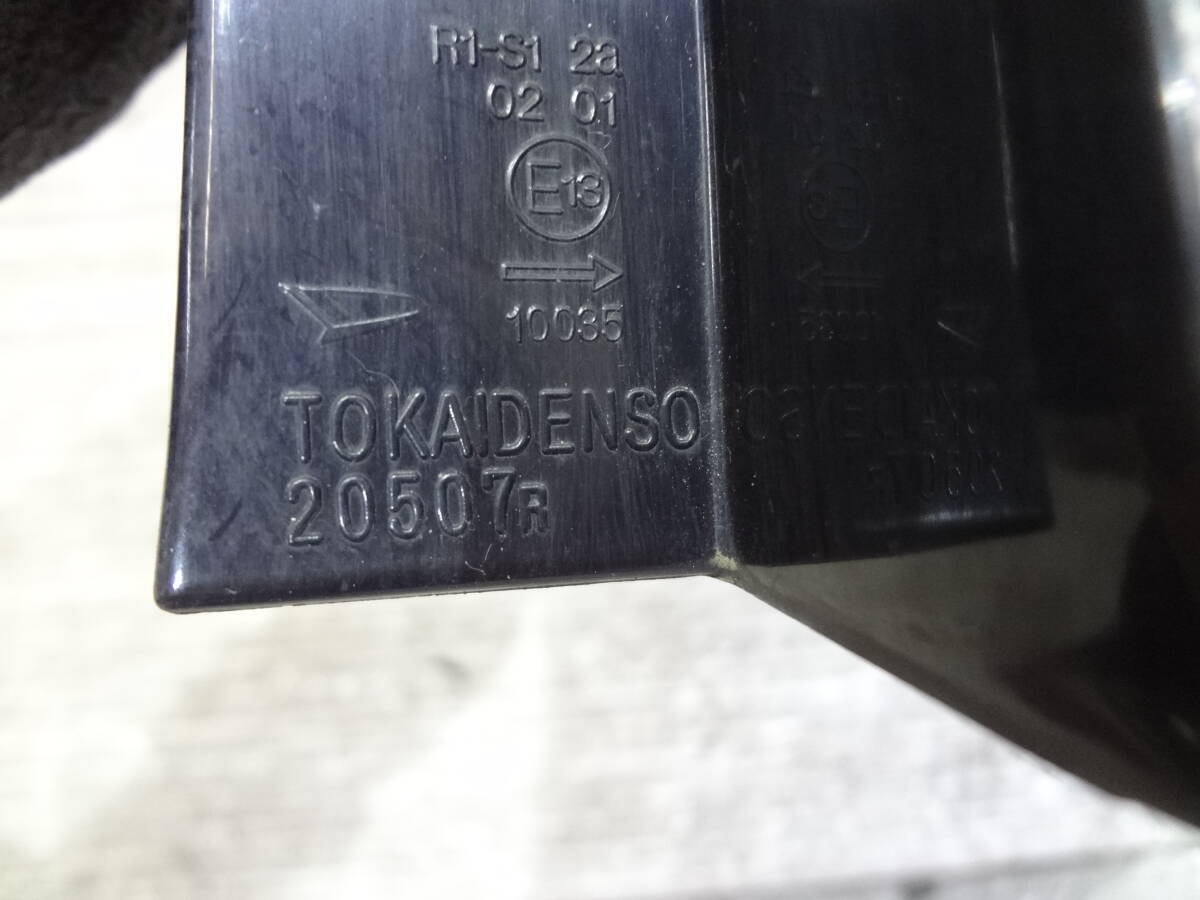 R1-S1 2a
02 01
E13
10035
TOKAIDENSO
20507R